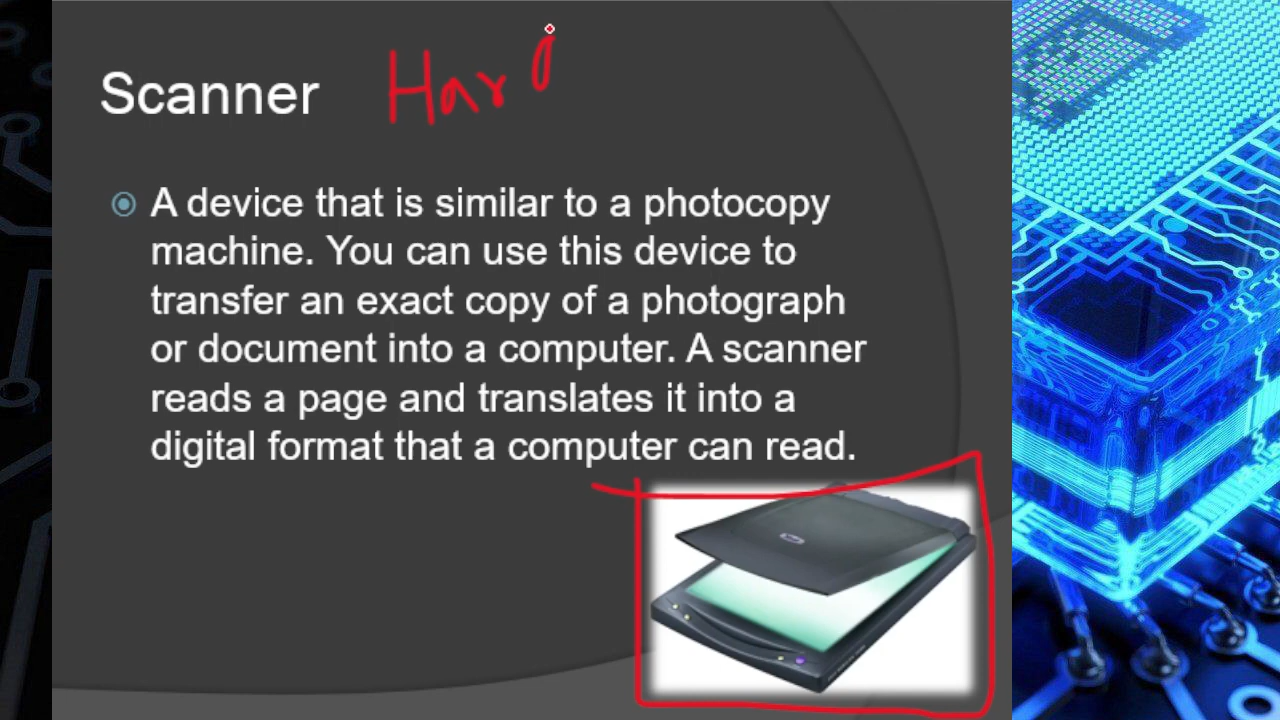 Scanner Har
A device that is similar to a photocopy
machine. You can use this device to
transfer an exact copy of a photograph
or document into a computer. A scanner
reads a page and translates it into a
digital format that a computer can read.